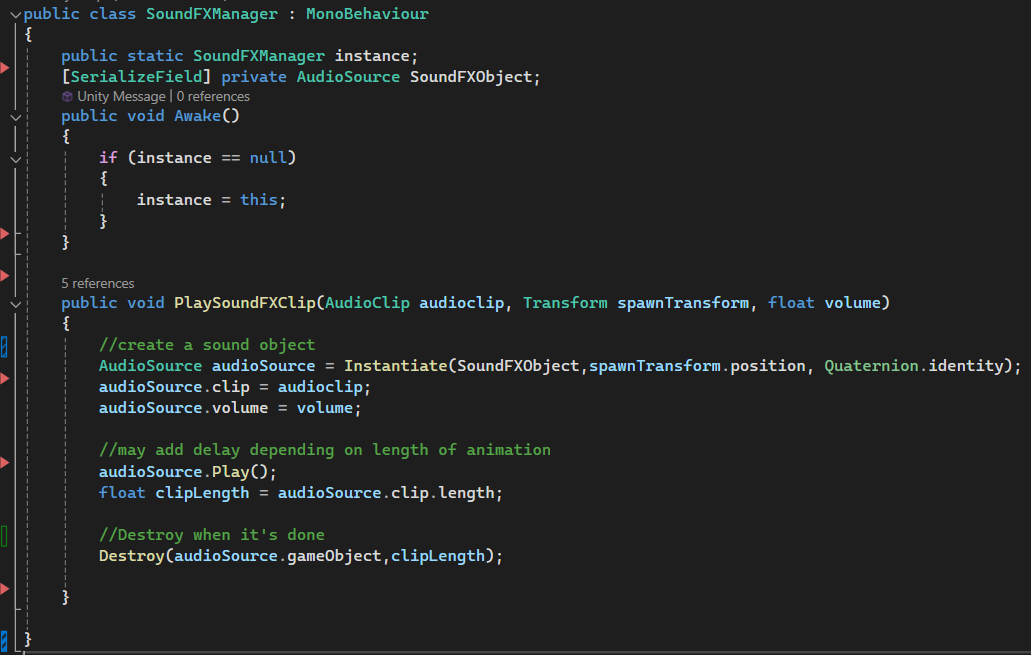 public class SoundFXManager : MonoBehaviour
{
public static SoundFXManager instance;
[SerializeField] private AudioSource SoundFXObject;
Unity Message | 0 references
public void Awake()
{
if (instance == null)
{
instance = this;
}
}
5 references
public void PlaySoundFXClip(AudioClip audioclip, Transform spawnTransform, float volume)
{
//create a sound object
AudioSource audioSource = Instantiate(SoundFXObject,spawnTransform.position, Quaternion.identity);
audioSource.clip = audioclip;
audioSource.volume = volume;
//may add delay depending on length of animation
audioSource.Play();
float clipLength = audioSource.clip.length;
//Destroy when it's done
Destroy(audioSource.gameObject,clipLength);
}
}